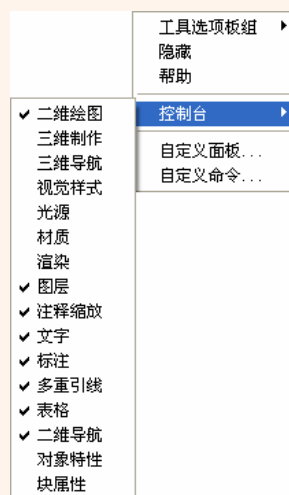 工具选项板组
隐藏
帮助
控制台
自定义面板...
自定义命令...
二维绘图
三维制作
三维导航
视觉样式
光源
材质
渲染
图层
注释缩放
文字
标注
多重引线
表格
二维导航
对象特性
块属性